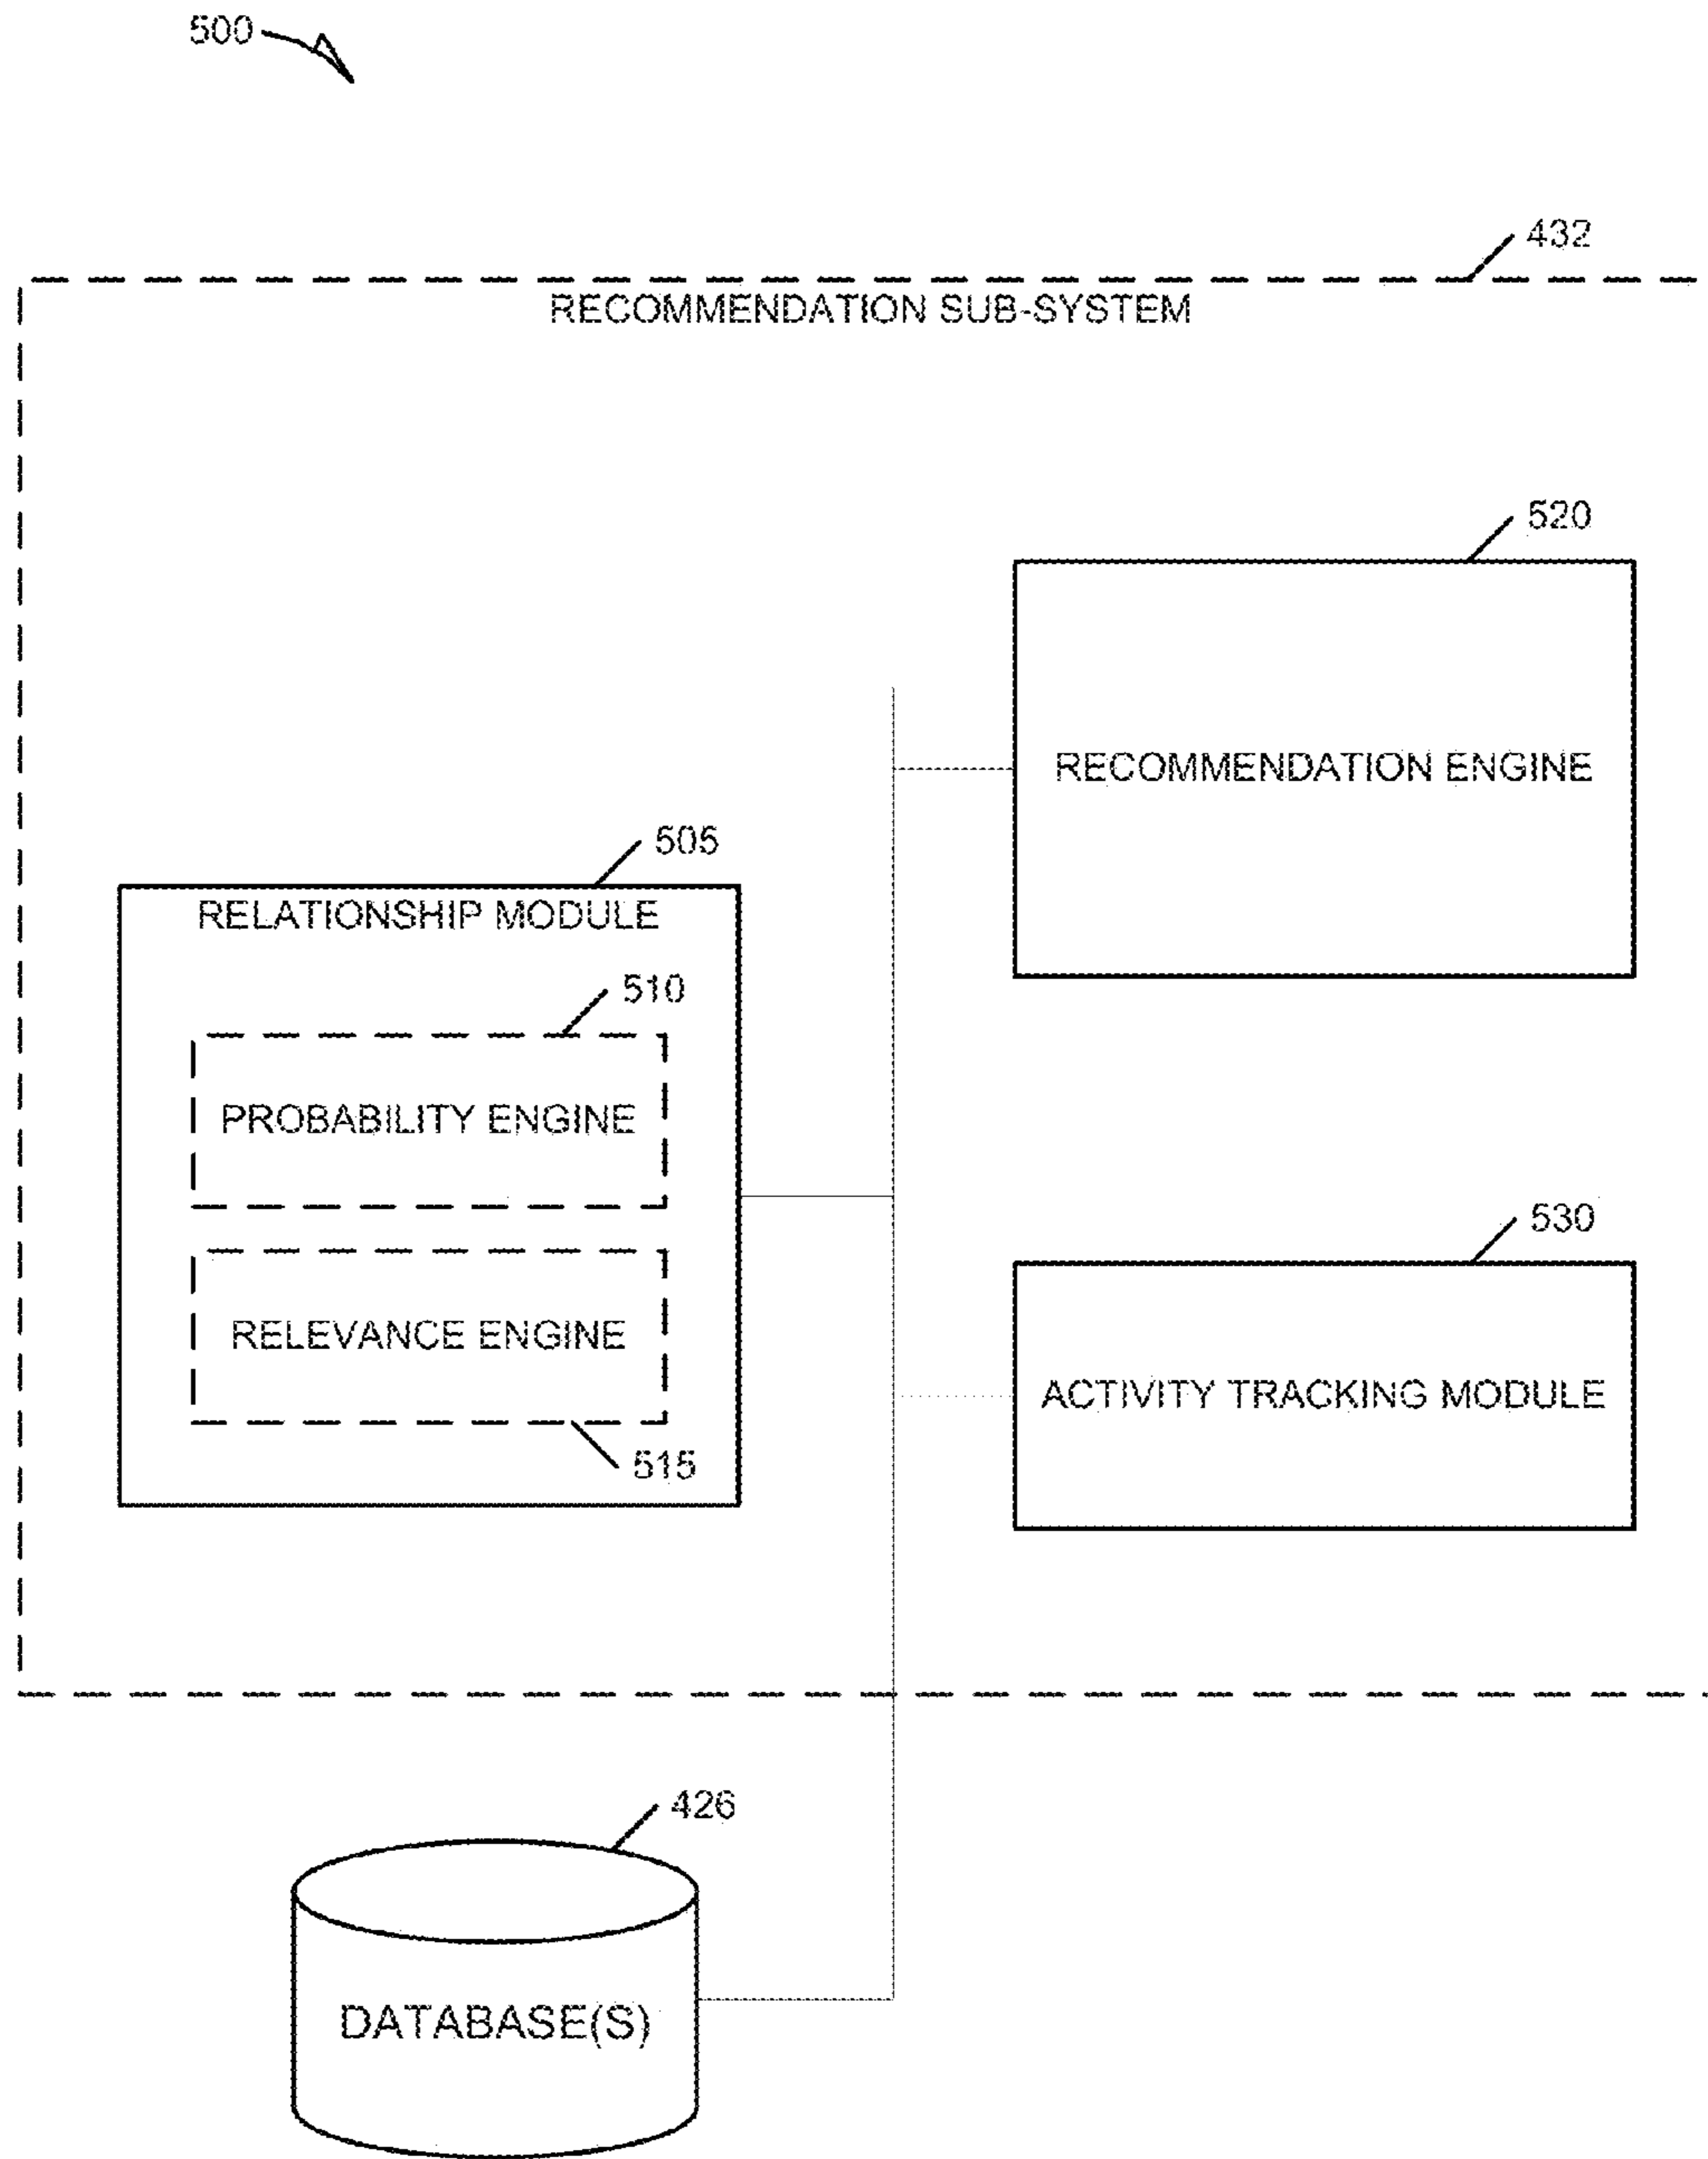 500
432
RECOMMENDATION SUB-SYSTEM
520
RECOMMENDATION ENGINE
505
RELATIONSHIP MODULE
510
PROBABILITY ENGINE
530
RELEVANCE ENGINE
ACTIVITY TRACKING MODULE
515
426
DATABASE(S)